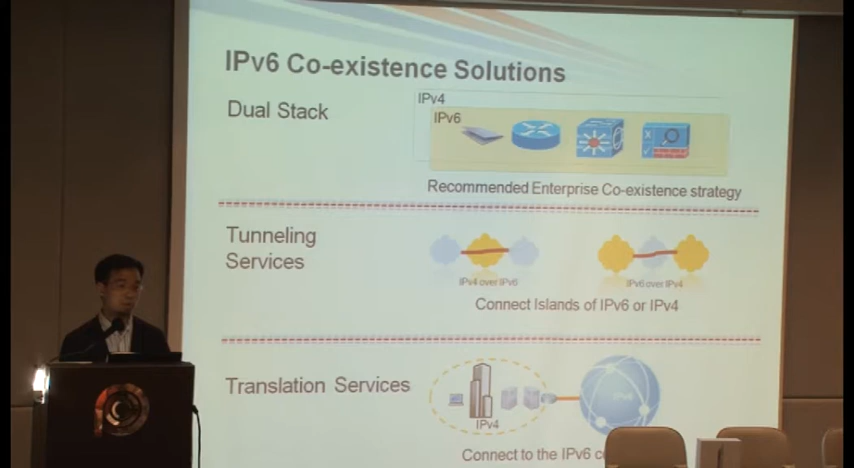 IPv6 Co-existence Solutions
Dual Stack
IPv4
IPv6
Recommended Enterprise Co-existence strategy
Tunneling
Services
IPv4 over IPv6
IPv6 over IPv4
Connect Islands of IPv6 or IPv4
Translation Services
IPv4
IPv6
Connect to the IPv6